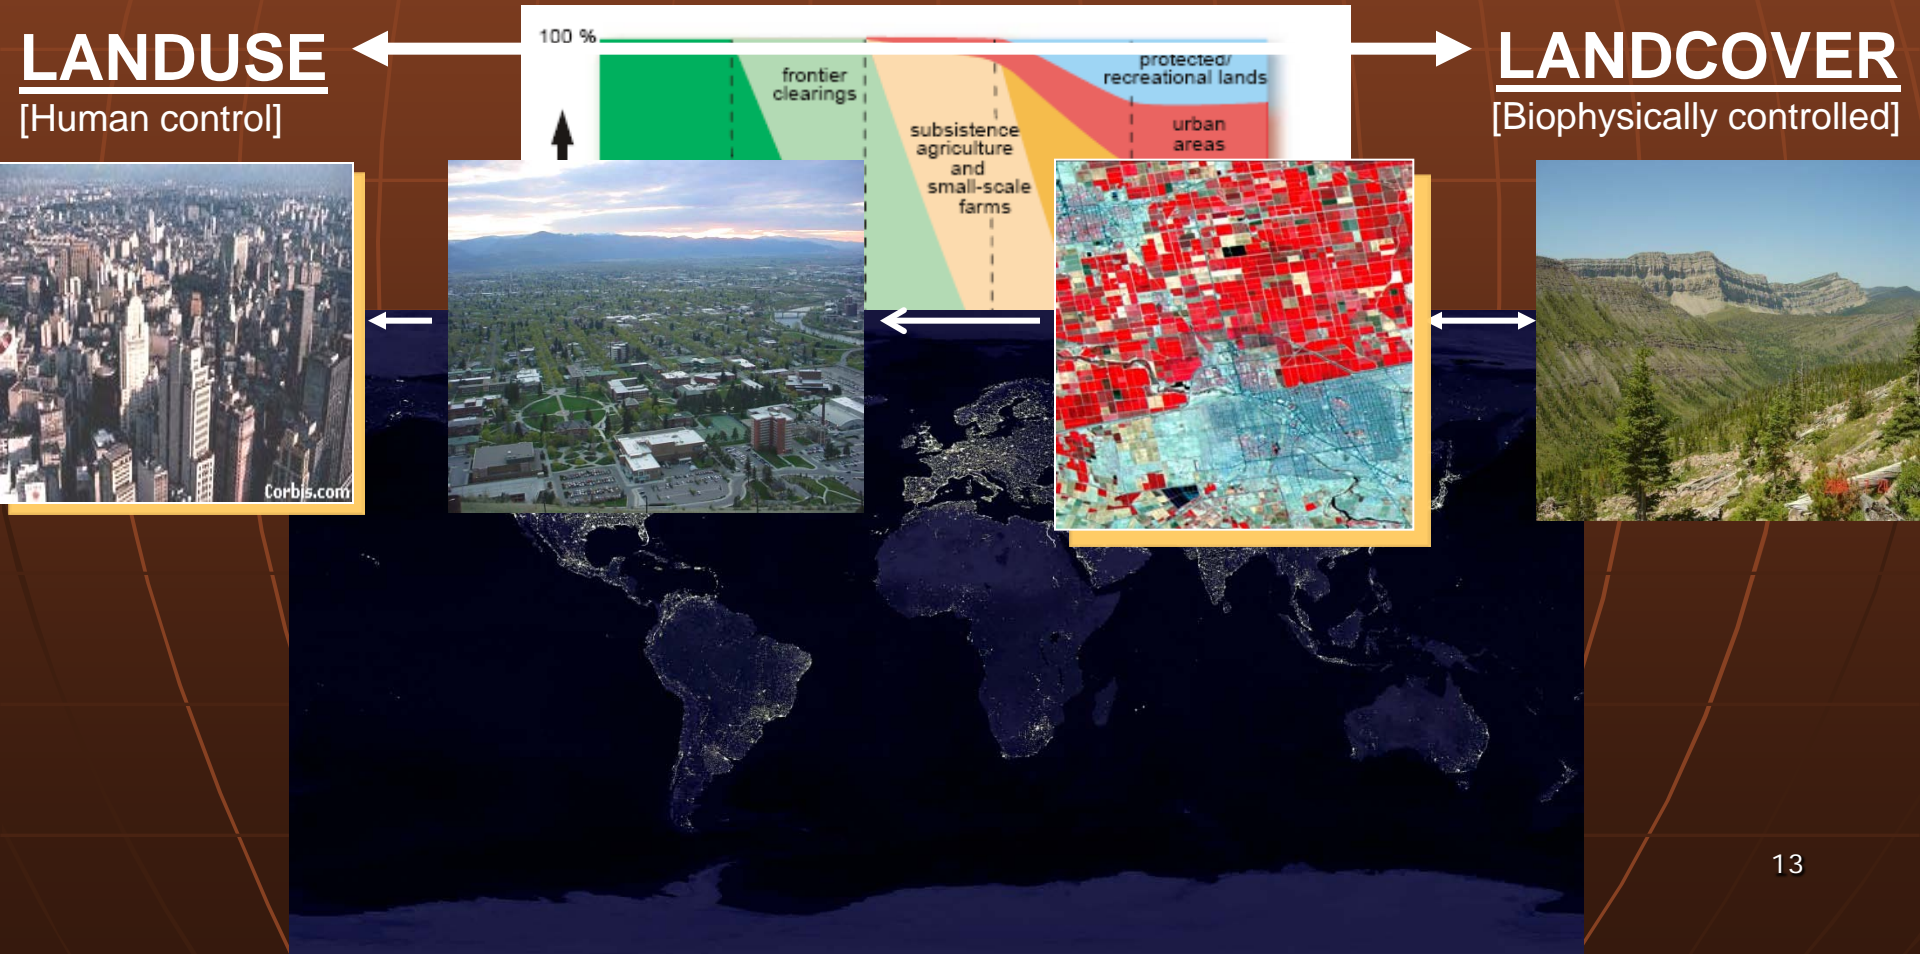 LANDUSE
[Human control]
100 %
frontier
clearings
subsistence
agriculture
and
small-scale
farms
protected/
recreational lands
urban
areas
LANDCOVER
[Biophysically controlled]
Corbis.com
13